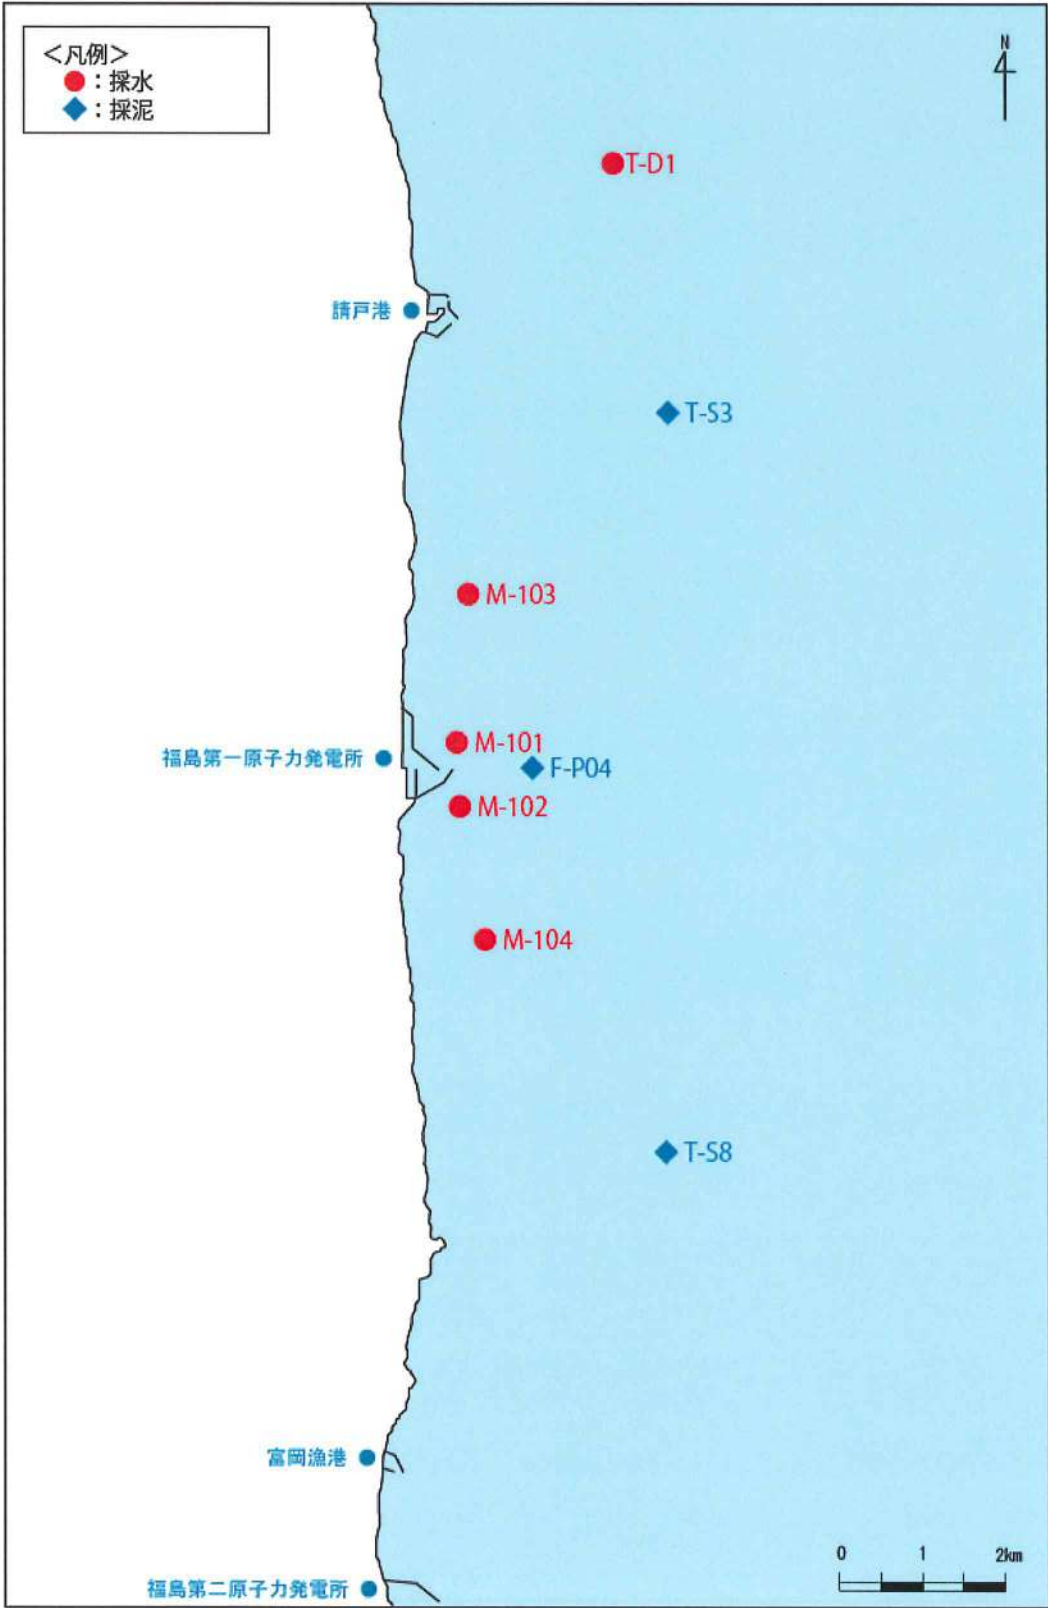 <凡例>
●：採水
◆：採泥
N
T-D1
請戸港
T-S3
M-103
M-101
福島第一原子力発電所
F-P04
M-102
M-104
T-S8
富岡漁港
0 1 2km
福島第二原子力発電所